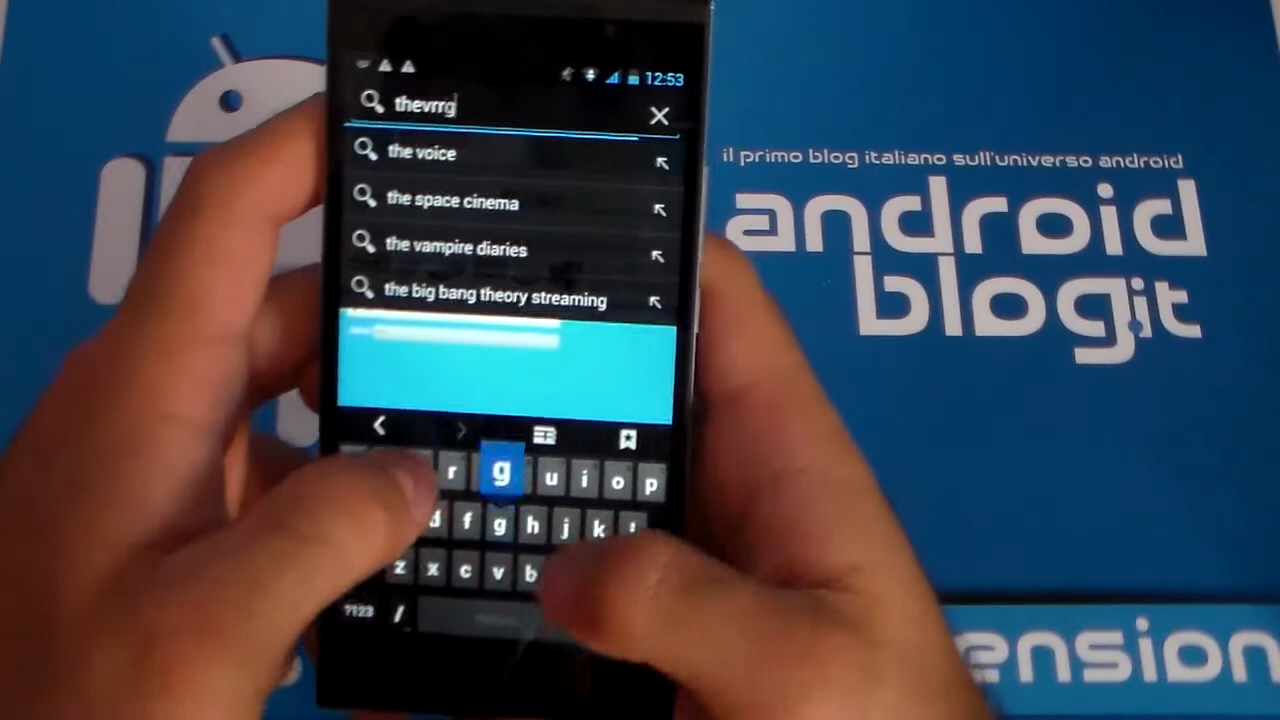 12:53
thevrrg
the voice
the space cinema
the vampire diaries
the big bang theory streaming
r g u i o p
d f g h j k l
z x c v b
?123 /
il primo blog italiano sull'universo android
android
blogit
ension